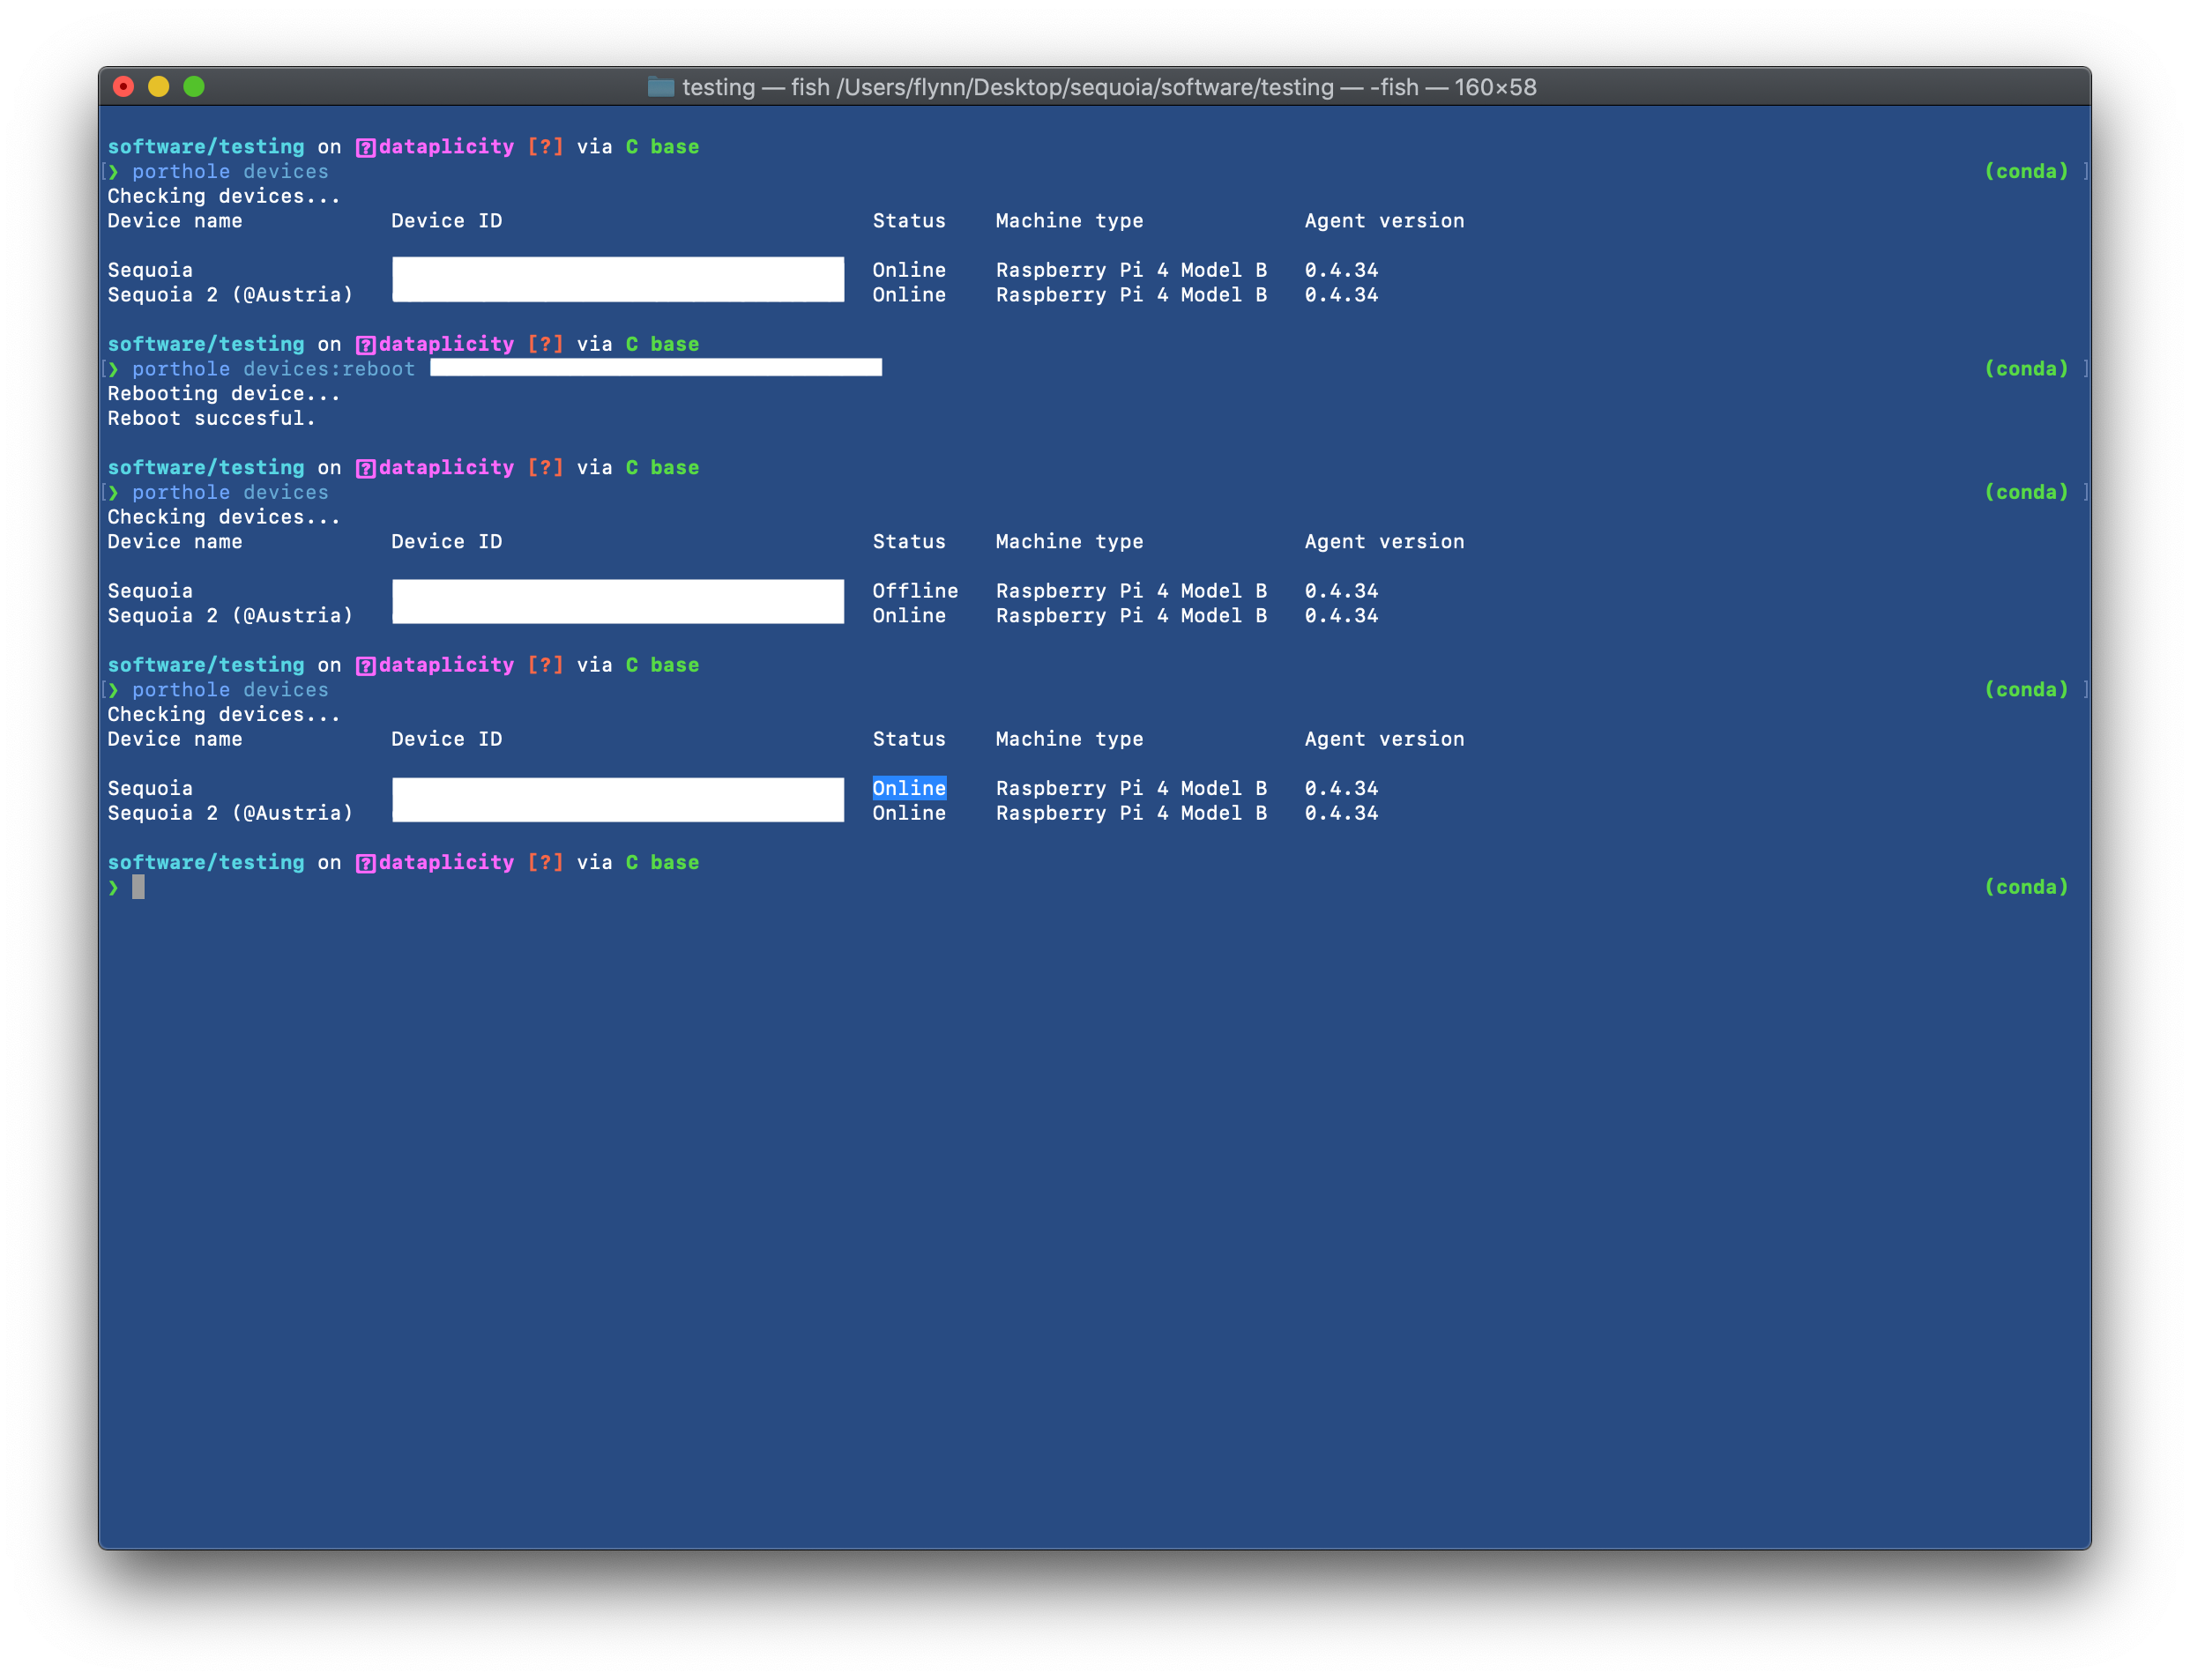 testing — fish /Users/flynn/Desktop/sequoia/software/testing — -fish — 160×58
software/testing on dataplicity [?] via C base
[❯ porthole devices (conda) ]
Checking devices...
Device name Device ID Status Machine type Agent version
Sequoia Online Raspberry Pi 4 Model B 0.4.34
Sequoia 2 (@Austria) Online Raspberry Pi 4 Model B 0.4.34
software/testing on dataplicity [?] via C base
[❯ porthole devices:reboot (conda) ]
Rebooting device...
Reboot succesful.
software/testing on dataplicity [?] via C base
[❯ porthole devices (conda) ]
Checking devices...
Device name Device ID Status Machine type Agent version
Sequoia Offline Raspberry Pi 4 Model B 0.4.34
Sequoia 2 (@Austria) Online Raspberry Pi 4 Model B 0.4.34
software/testing on dataplicity [?] via C base
[❯ porthole devices (conda) ]
Checking devices...
Device name Device ID Status Machine type Agent version
Sequoia Online Raspberry Pi 4 Model B 0.4.34
Sequoia 2 (@Austria) Online Raspberry Pi 4 Model B 0.4.34
software/testing on dataplicity [?] via C base
❯ (conda)